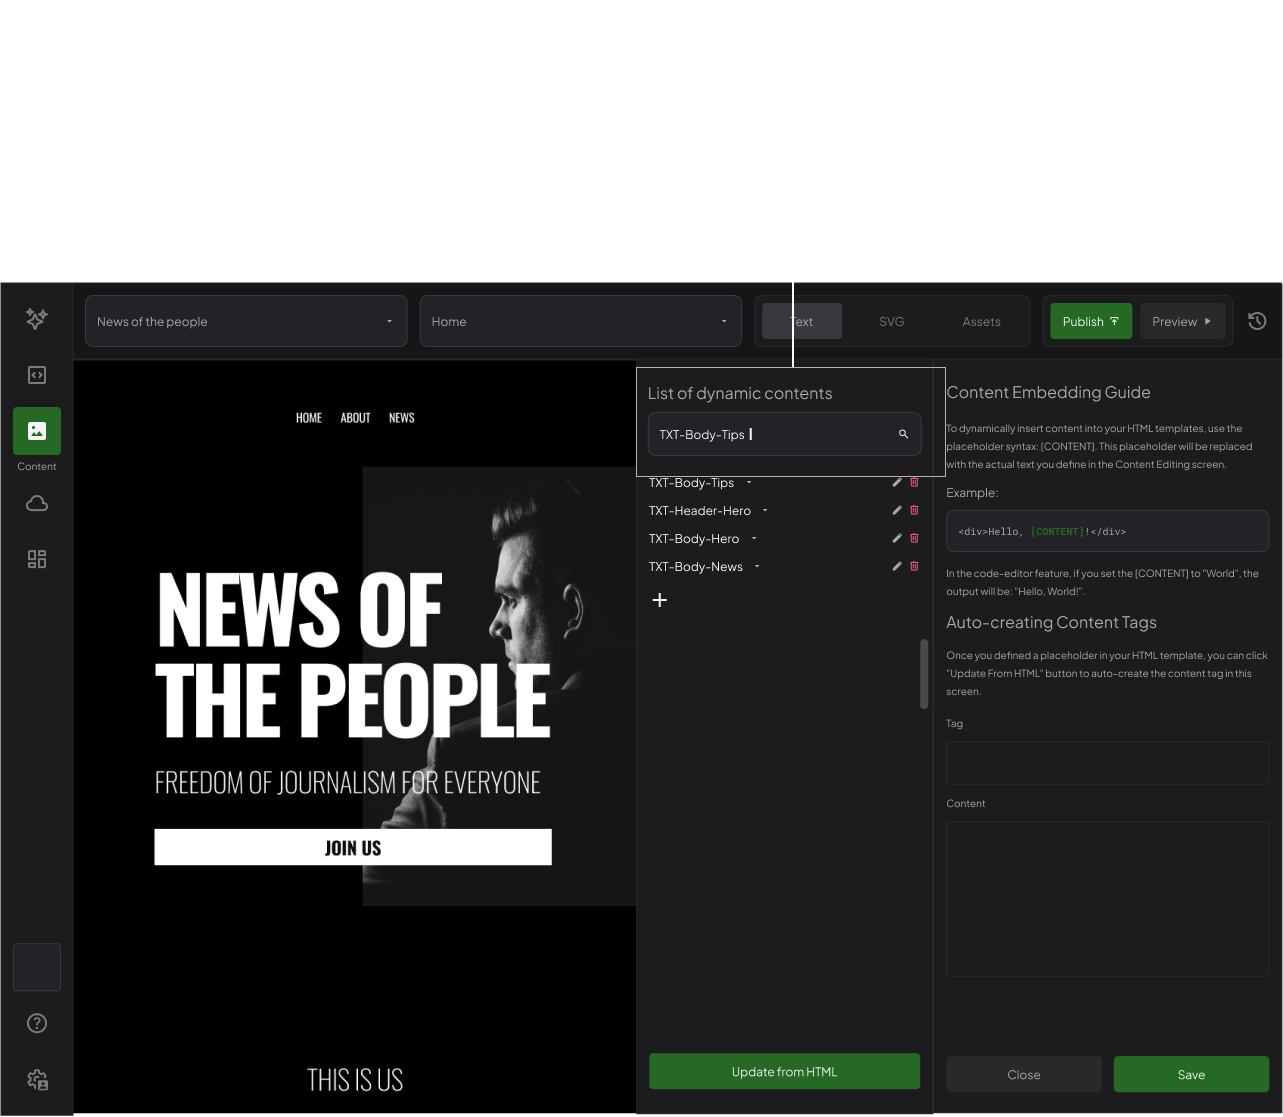 News of the people
Home
Text
SVG
Assets
Publish
Preview
Content
HOME
ABOUT
NEWS
NEWS OF
THE PEOPLE
FREEDOM OF JOURNALISM FOR EVERYONE
JOIN US
THIS IS US
List of dynamic contents
TXT-Body-Tips
TXT-Body-Tips
TXT-Header-Hero
TXT-Body-Hero
TXT-Body-News
Update from HTML
Content Embedding Guide
To dynamically insert content into your HTML templates, use the
placeholder syntax: [CONTENT]. This placeholder will be replaced
with the actual text you define in the Content Editing screen.
Example:
<div>Hello, [CONTENT]!</div>
In the code-editor feature, if you set the [CONTENT] to "World", the
output will be: "Hello, World!".
Auto-creating Content Tags
Once you defined a placeholder in your HTML template, you can click
"Update From HTML" button to auto-create the content tag in this
screen.
Tag
Content
Close
Save